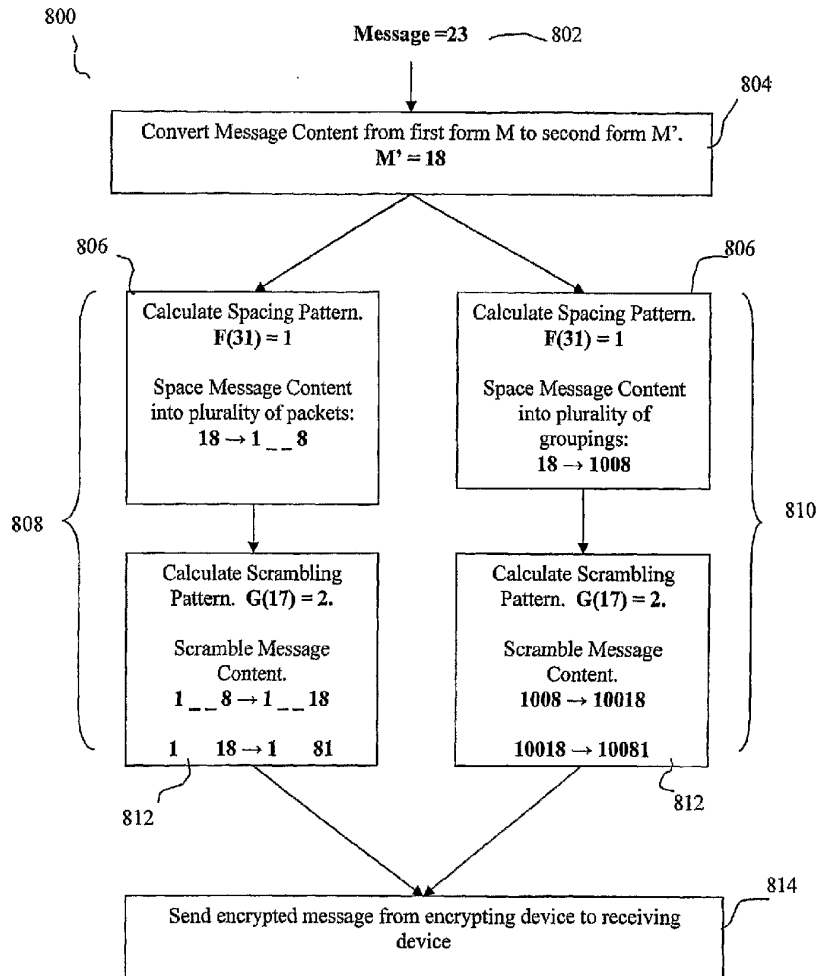 800
Message =23
802
804
Convert Message Content from first form M to second form M’.
M’ = 18
806
806
Calculate Spacing Pattern.
F(31) = 1
Space Message Content
into plurality of packets:
18 → 1 _ _ 8
Calculate Spacing Pattern.
F(31) = 1
Space Message Content
into plurality of
groupings:
18 → 1008
808
810
Calculate Scrambling
Pattern. G(17) = 2.
Scramble Message
Content.
1 _ _ 8 → 1 _ _ 18
1 18 → 1 81
Calculate Scrambling
Pattern. G(17) = 2.
Scramble Message
Content.
1008 → 10018
10018 → 10081
812
812
814
Send encrypted message from encrypting device to receiving
device